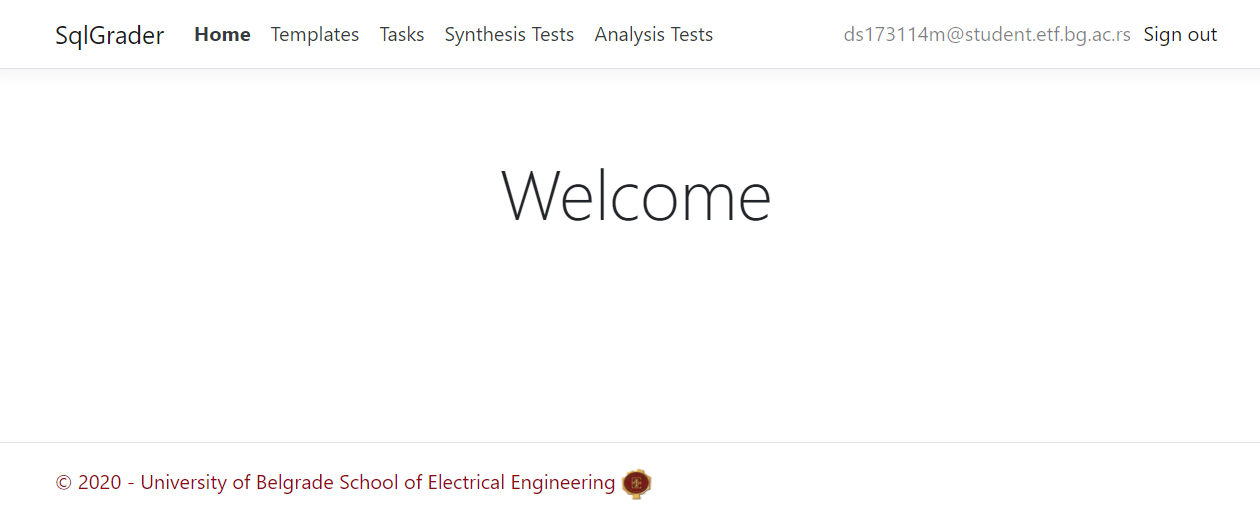 SqlGrader Home Templates Tasks Synthesis Tests Analysis Tests ds173114m@student.etf.bg.ac.rs Sign out
Welcome
© 2020 - University of Belgrade School of Electrical Engineering